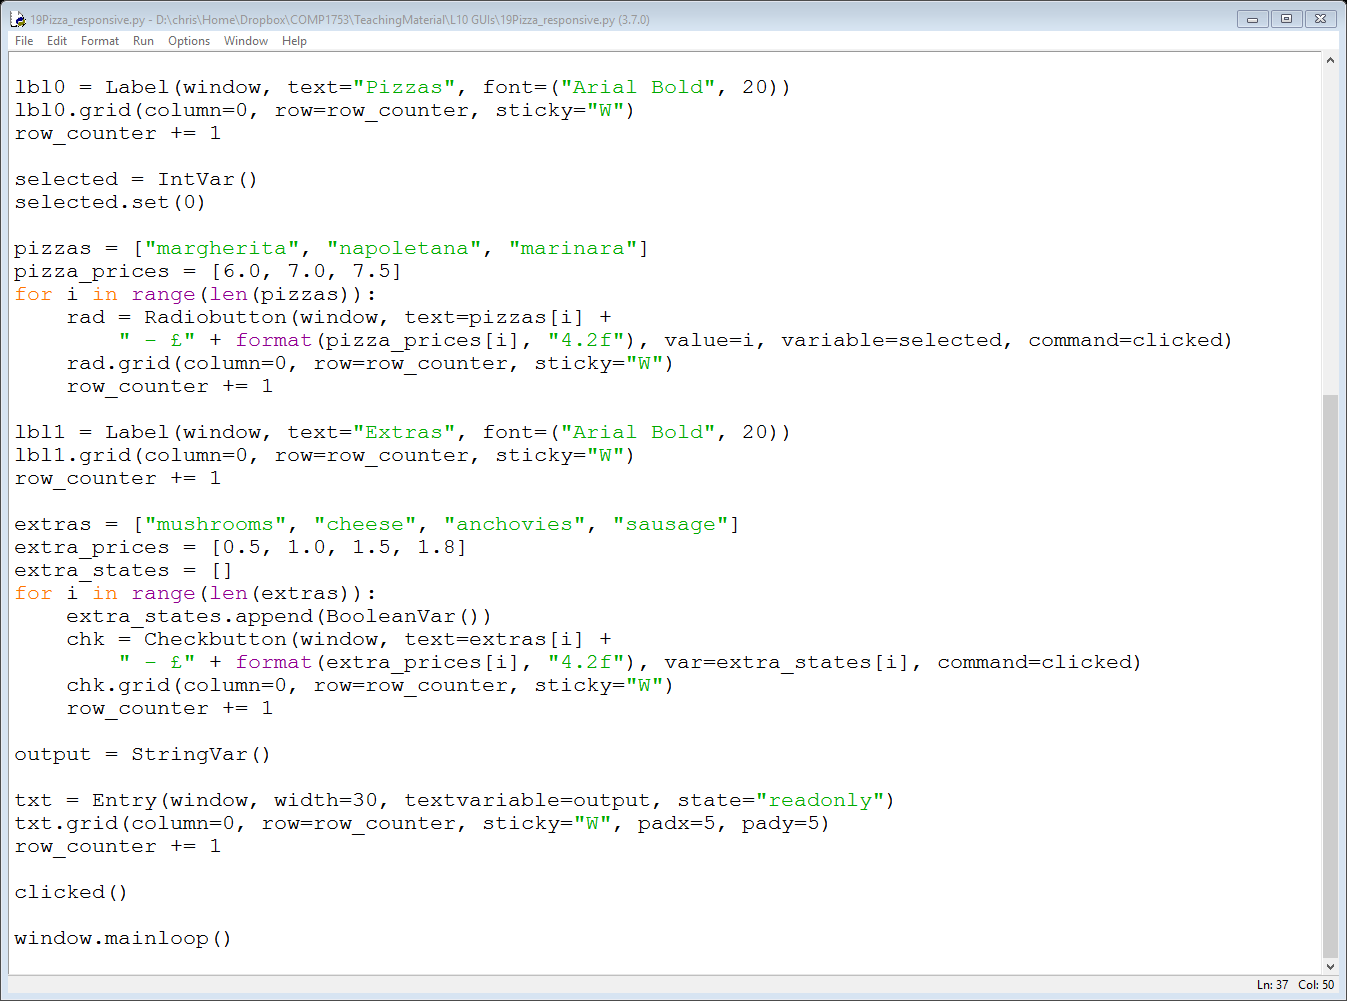 19Pizza_responsive.py - D:\chris\Home\Dropbox\COMP1753\TeachingMaterial\L10 GUIs\19Pizza_responsive.py (3.7.0)
File Edit Format Run Options Window Help
lbl0 = Label(window, text="Pizzas", font=("Arial Bold", 20))
lbl0.grid(column=0, row=row_counter, sticky="W")
row_counter += 1
selected = IntVar()
selected.set(0)
pizzas = ["margherita", "napoletana", "marinara"]
pizza_prices = [6.0, 7.0, 7.5]
for i in range(len(pizzas)):
    rad = Radiobutton(window, text=pizzas[i] +
        " - £" + format(pizza_prices[i], "4.2f"), value=i, variable=selected, command=clicked)
    rad.grid(column=0, row=row_counter, sticky="W")
    row_counter += 1
lbl1 = Label(window, text="Extras", font=("Arial Bold", 20))
lbl1.grid(column=0, row=row_counter, sticky="W")
row_counter += 1
extras = ["mushrooms", "cheese", "anchovies", "sausage"]
extra_prices = [0.5, 1.0, 1.5, 1.8]
extra_states = []
for i in range(len(extras)):
    extra_states.append(BooleanVar())
    chk = Checkbutton(window, text=extras[i] +
        " - £" + format(extra_prices[i], "4.2f"), var=extra_states[i], command=clicked)
    chk.grid(column=0, row=row_counter, sticky="W")
    row_counter += 1
output = StringVar()
txt = Entry(window, width=30, textvariable=output, state="readonly")
txt.grid(column=0, row=row_counter, sticky="W", padx=5, pady=5)
row_counter += 1
clicked()
window.mainloop()
Ln: 37 Col: 50